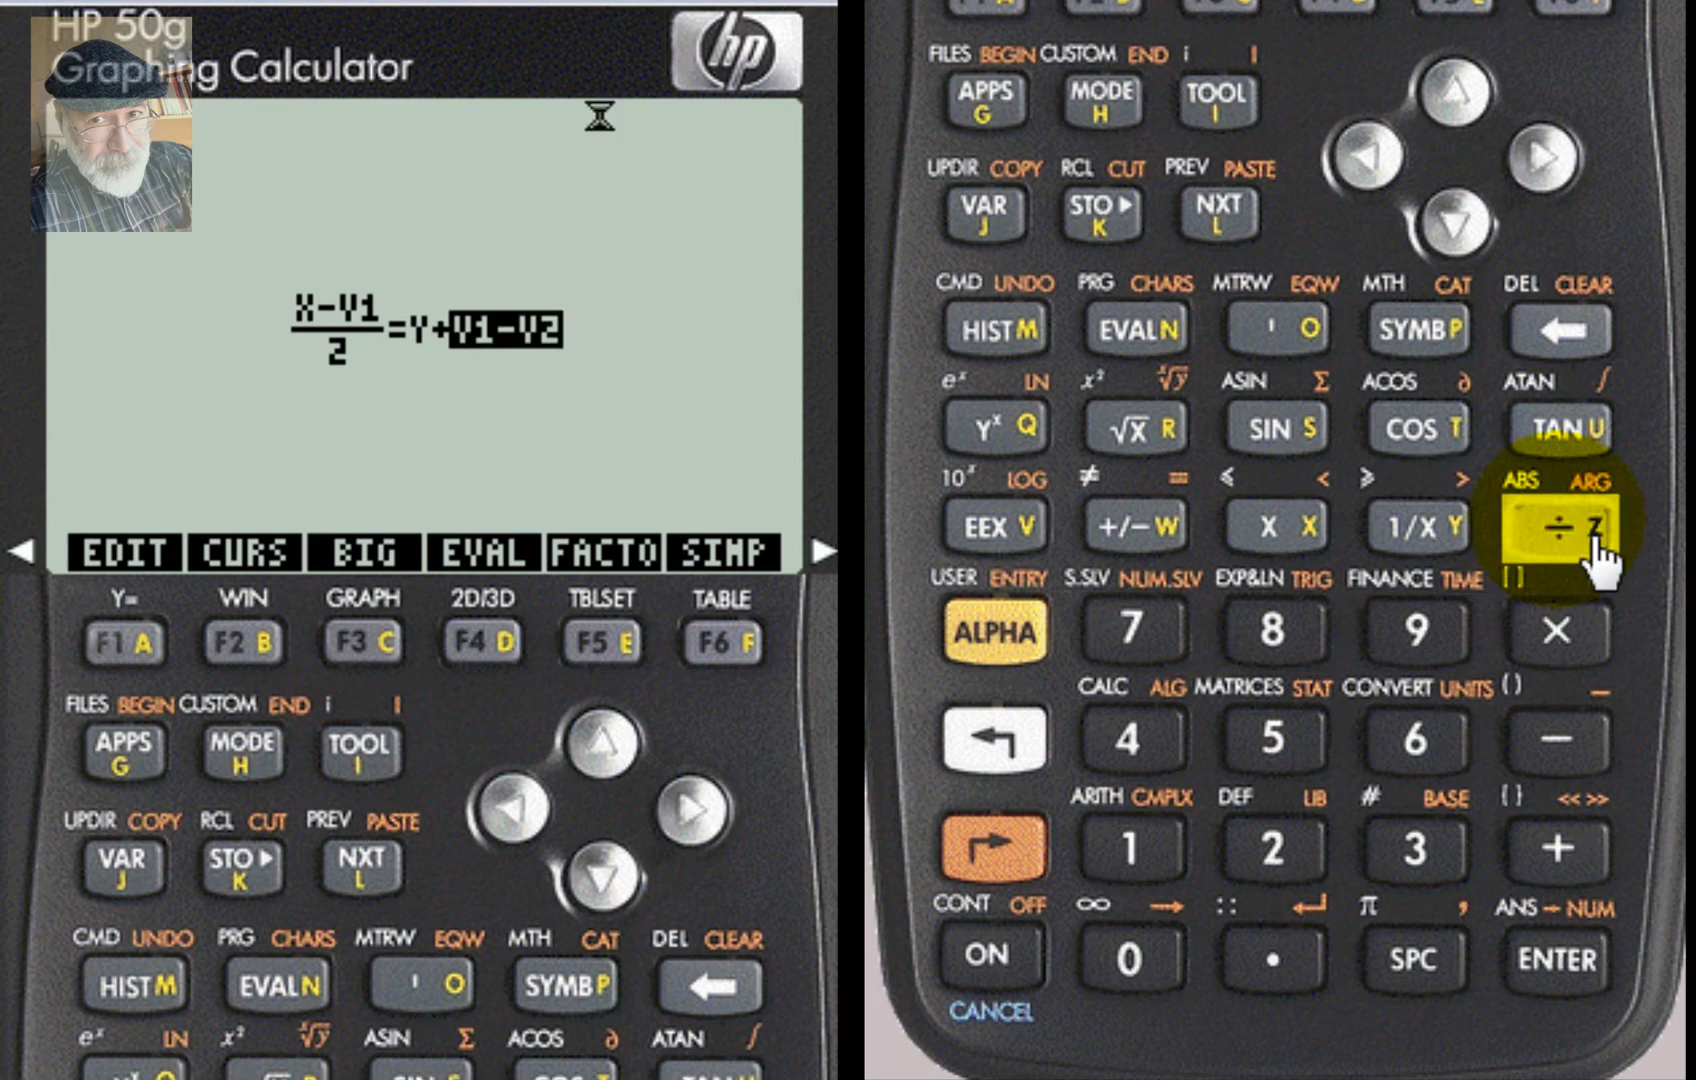 HP 50g
Graphing Calculator
hp
X-V1
2
=Y+V1-V2
EDIT CURS BIG EVAL FACTO SIMP
Y= WIN GRAPH 2D/3D TBLSET TABLE
F1 A F2 B F3 C F4 D F5 E F6 F
FILES BEGIN CUSTOM END i |
APPS G MODE H TOOL I
UPDIR COPY RCL CUT PREV PASTE
VAR J STO▶ K NXT L
CMD UNDO PRG CHARS MTRW EQW MTH CAT DEL CLEAR
HIST M EVAL N ' O SYMB P
eˣ LN x² ˣ√y ASIN Σ ACOS ∂ ATAN ∫
FILES BEGIN CUSTOM END i |
APPS G MODE H TOOL I
UPDIR COPY RCL CUT PREV PASTE
VAR J STO▶ K NXT L
CMD UNDO PRG CHARS MTRW EQW MTH CAT DEL CLEAR
HIST M EVAL N ' O SYMB P
eˣ LN x² ˣ√y ASIN Σ ACOS ∂ ATAN ∫
Yˣ Q √X R SIN S COS T TAN U
10ˣ LOG ≠ = ≤ < ≥ > ABS ARG
EEX V +/- W X X 1/X Y ÷ Z
USER ENTRY S.SLV NUM.SLV EXP&LN TRIG FINANCE TIME [ ]
ALPHA 7 8 9 ×
CALC ALG MATRICES STAT CONVERT UNITS ( ) _
4 5 6 −
ARITH CMPLX DEF LIB # BASE { } << >>
1 2 3 +
CONT OFF ∞ → : : ↵ π , ANS →NUM
ON 0 . SPC ENTER
CANCEL